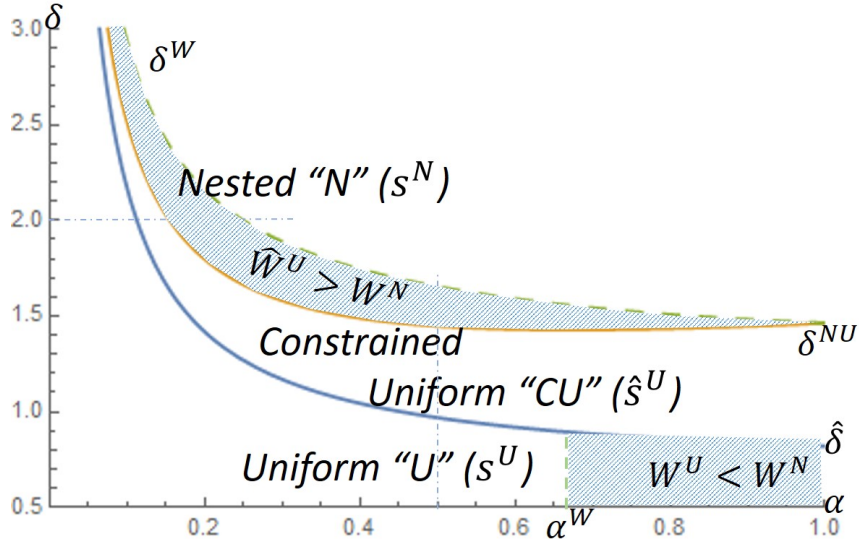 3.0 δ
δ^W
2.5
Nested “N” (s^N)
2.0
Ŵ^U > W^N
1.5
δ^{NU}
Constrained
Uniform “CU” (ŝ^U)
1.0
δ̂
Uniform “U” (s^U)
W^U < W^N
0.5
α
0.2 0.4 0.6 0.8 1.0
α^W